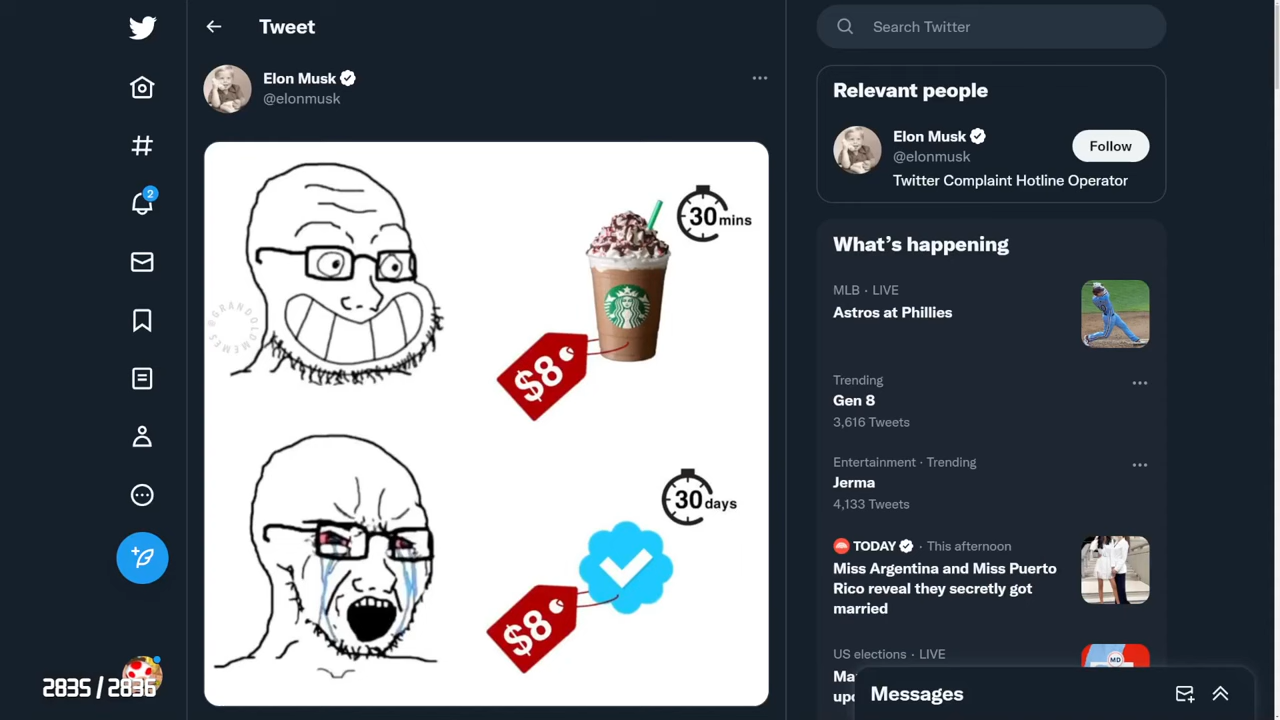 Tweet
Elon Musk
@elonmusk
30 mins
@GRANDOLDMEMES
$8
30 days
$8
2
2835 / 2836
Search Twitter
Relevant people
Elon Musk
@elonmusk
Follow
Twitter Complaint Hotline Operator
What's happening
MLB · LIVE
Astros at Phillies
Trending
Gen 8
3,616 Tweets
Entertainment · Trending
Jerma
4,133 Tweets
TODAY · This afternoon
Miss Argentina and Miss Puerto
Rico reveal they secretly got
married
US elections · LIVE
MD
Messages